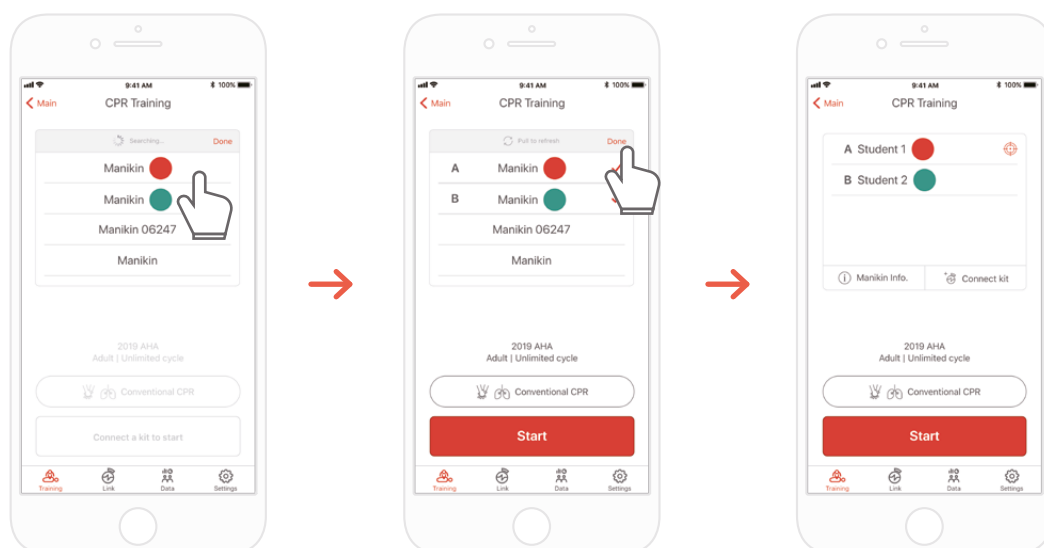 9:41 AM
100%
Main
CPR Training
Searching...
Done
Manikin
Manikin
Manikin 06247
Manikin
2019 AHA
Adult | Unlimited cycle
Conventional CPR
Connect a kit to start
Training
Link
Data
Settings
9:41 AM
100%
Main
CPR Training
Pull to refresh
Done
A Manikin
B Manikin
Manikin 06247
Manikin
2019 AHA
Adult | Unlimited cycle
Conventional CPR
Start
Training
Link
Data
Settings
9:41 AM
100%
Main
CPR Training
A Student 1
B Student 2
Manikin Info.
Connect kit
2019 AHA
Adult | Unlimited cycle
Conventional CPR
Start
Training
Link
Data
Settings